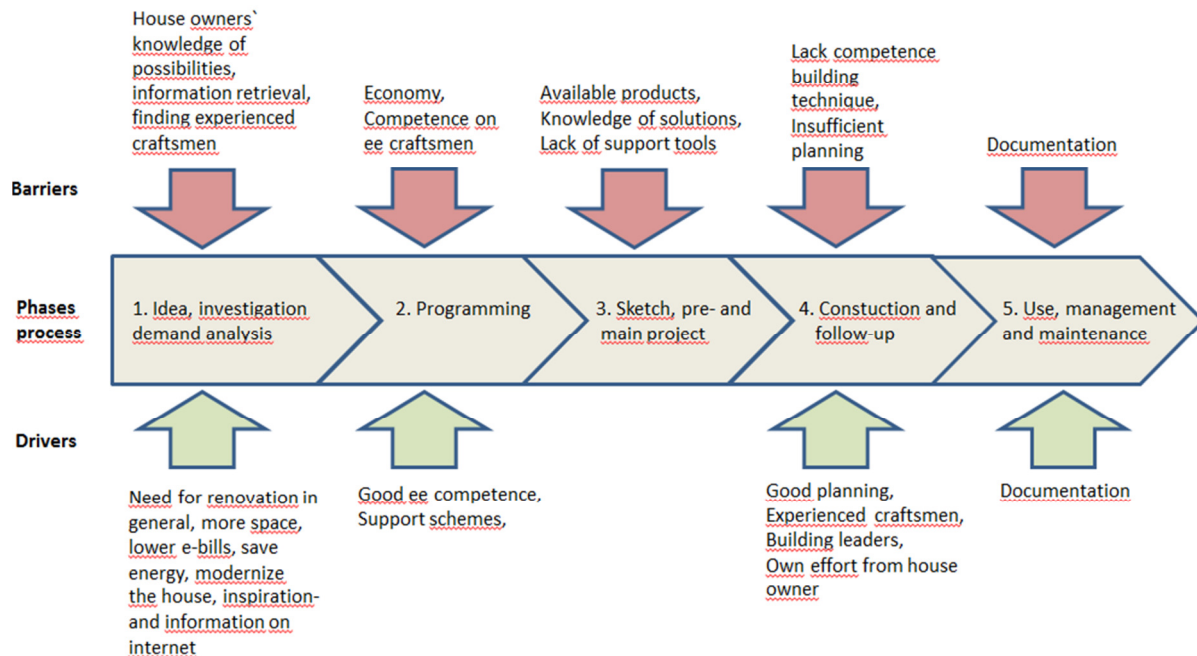 House owners`
knowledge of
possibilities,
information retrieval,
finding experienced
craftsmen
Economy,
Competence on
ee craftsmen
Available products,
Knowledge of solutions,
Lack of support tools
Lack competence
building
technique,
Insufficient
planning
Documentation
Barriers
Phases
process
1. Idea, investigation
demand analysis
2. Programming
3. Sketch, pre- and
main project
4. Constuction and
follow-up
5. Use, management
and maintenance
Drivers
Need for renovation in
general, more space,
lower e-bills, save
energy, modernize
the house, inspiration-
and information on
internet
Good ee competence,
Support schemes,
Good planning,
Experienced craftsmen,
Building leaders,
Own effort from house
owner
Documentation